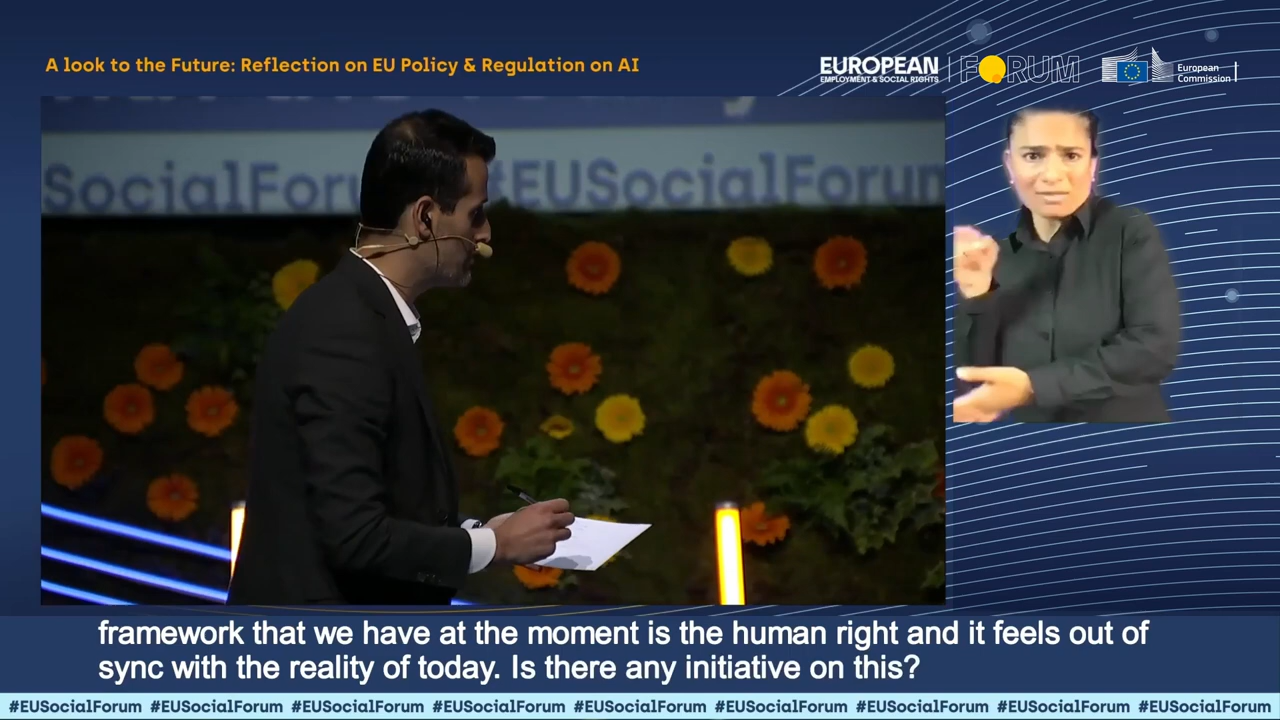 A look to the Future: Reflection on EU Policy & Regulation on AI
EUROPEAN
EMPLOYMENT & SOCIAL RIGHTS
FORUM
European
Commission
SocialFor #EUSocialForum
framework that we have at the moment is the human right and it feels out of
sync with the reality of today. Is there any initiative on this?
#EUSocialForum #EUSocialForum #EUSocialForum #EUSocialForum #EUSocialForum #EUSocialForum #EUSocialForum #EUSocialForum #EUSocialForum